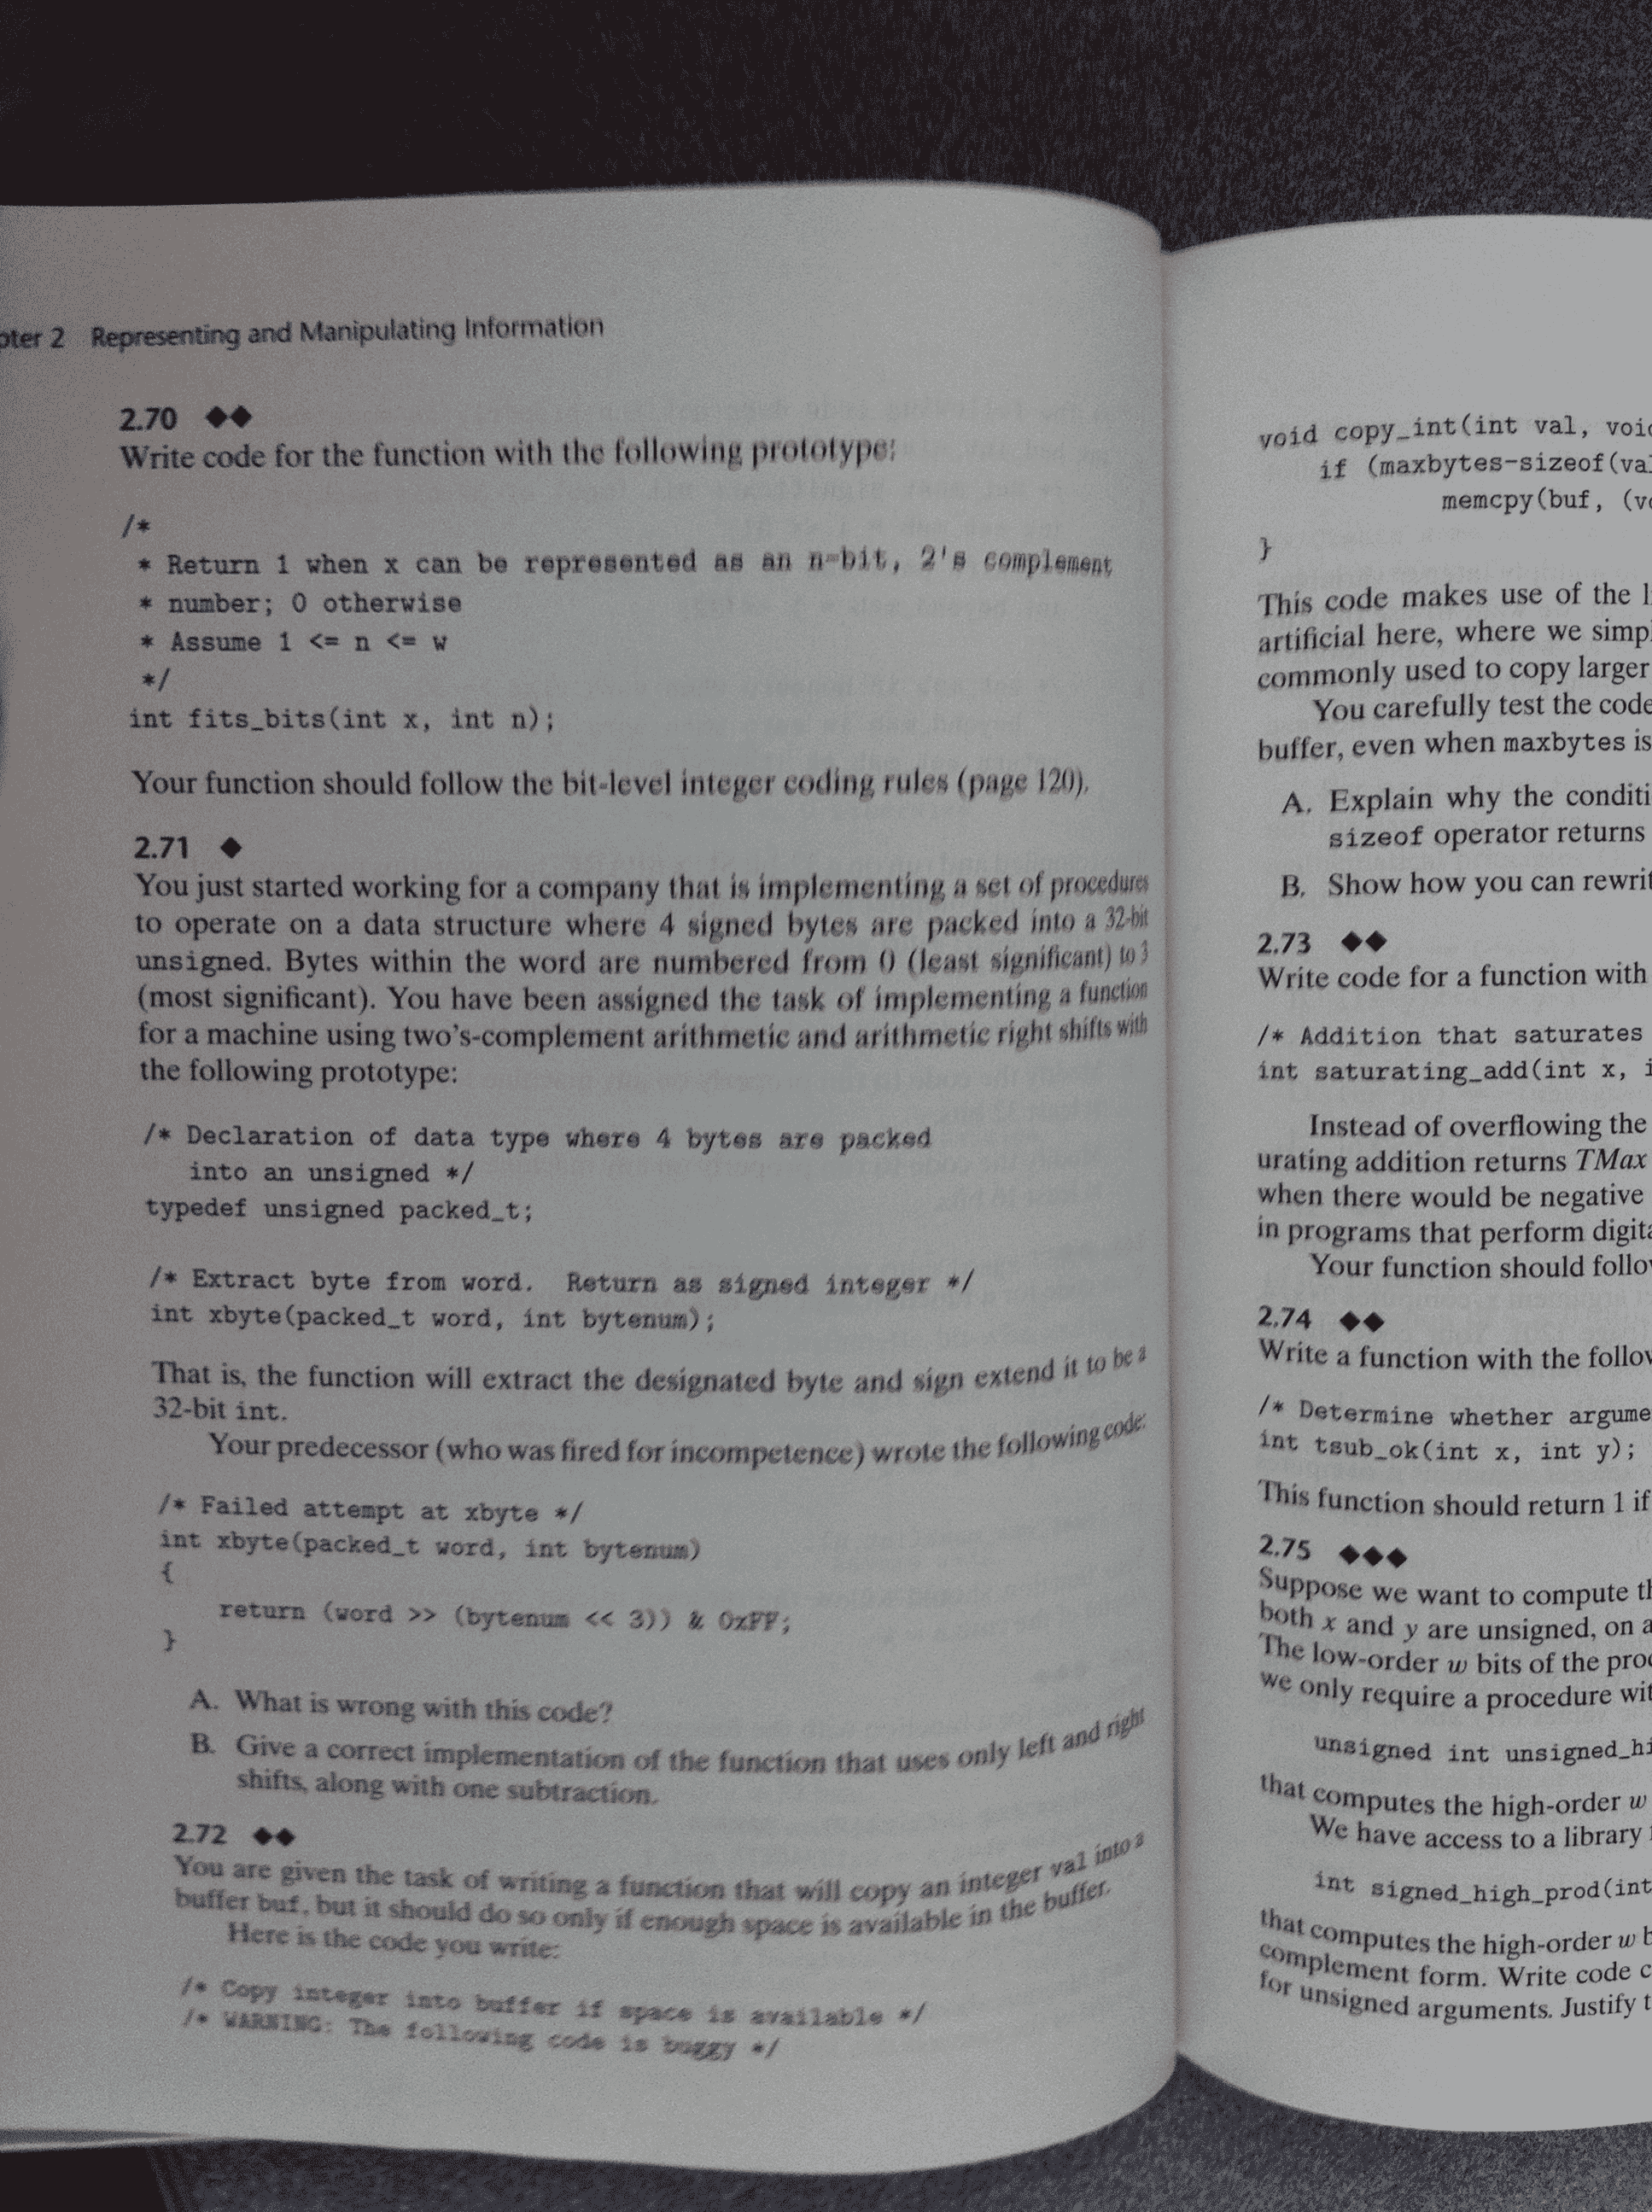 pter 2 Representing and Manipulating Information
2.70 ◆◆
Write code for the function with the following prototype:
/*
* Return 1 when x can be represented as an n-bit, 2's complement
* number; 0 otherwise
* Assume 1 <= n <= w
*/
int fits_bits(int x, int n);
Your function should follow the bit-level integer coding rules (page 120).
2.71 ◆
You just started working for a company that is implementing a set of procedures
to operate on a data structure where 4 signed bytes are packed into a 32-bit
unsigned. Bytes within the word are numbered from 0 (least significant) to 3
(most significant). You have been assigned the task of implementing a function
for a machine using two's-complement arithmetic and arithmetic right shifts with
the following prototype:
/* Declaration of data type where 4 bytes are packed
into an unsigned */
typedef unsigned packed_t;
/* Extract byte from word. Return as signed integer */
int xbyte(packed_t word, int bytenum);
That is, the function will extract the designated byte and sign extend it to be a
32-bit int.
Your predecessor (who was fired for incompetence) wrote the following code:
/* Failed attempt at xbyte */
int xbyte(packed_t word, int bytenum)
{
return (word >> (bytenum << 3)) & 0xFF;
}
A. What is wrong with this code?
B. Give a correct implementation of the function that uses only left and right
shifts, along with one subtraction.
2.72 ◆◆
You are given the task of writing a function that will copy an integer val into a
buffer buf, but it should do so only if enough space is available in the buffer.
Here is the code you write:
/* Copy integer into buffer if space is available */
/* WARNING: The following code is buggy */
void copy_int(int val, voi
if (maxbytes-sizeof(va
memcpy(buf, (v
}
This code makes use of the l
artificial here, where we simp
commonly used to copy larger
You carefully test the code
buffer, even when maxbytes is
A. Explain why the conditi
sizeof operator returns
B. Show how you can rewrit
2.73 ◆◆
Write code for a function with
/* Addition that saturates
int saturating_add(int x, i
Instead of overflowing the
urating addition returns TMax
when there would be negative
in programs that perform digita
Your function should follow
2.74 ◆◆
Write a function with the follow
/* Determine whether argume
int tsub_ok(int x, int y);
This function should return 1 if
2.75 ◆◆◆
Suppose we want to compute th
both x and y are unsigned, on a
The low-order w bits of the pro
we only require a procedure wit
unsigned int unsigned_hi
that computes the high-order w
We have access to a library f
int signed_high_prod(int
that computes the high-order w b
complement form. Write code c
for unsigned arguments. Justify t